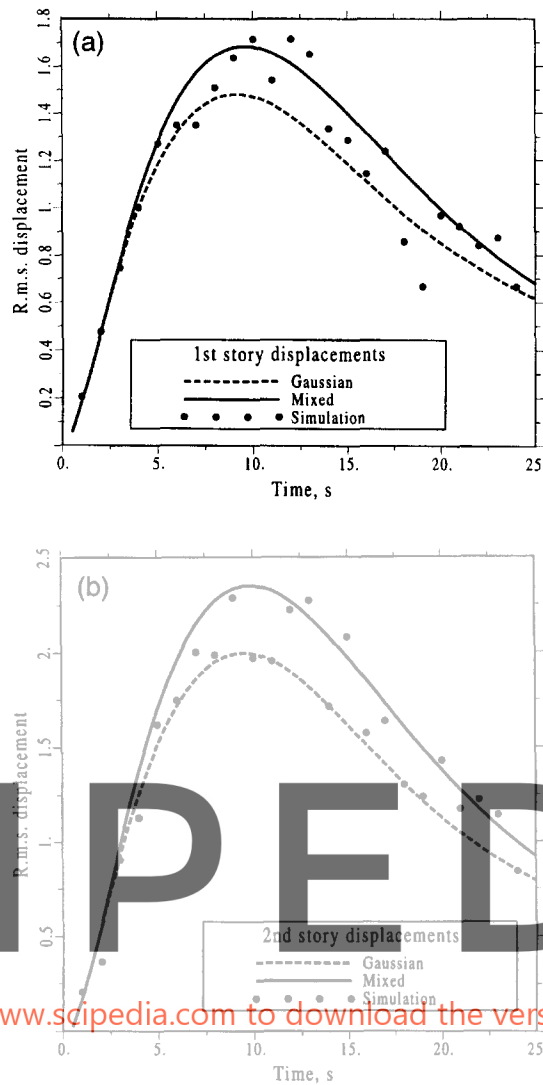 (a)
1.8
1.6
1.4
1.2
1.
0.8
0.6
0.4
0.2
R.m.s. displacement
1st story displacements
Gaussian
Mixed
Simulation
0. 5. 10. 15. 20. 25
Time, s
(b)
2.5
2.
1.5
1.
0.5
R.m.s. displacement
2nd story displacements
Gaussian
Mixed
Simulation
IPED
www.scipedia.com to download the vers
0. 5. 10. 15. 20. 25
Time, s